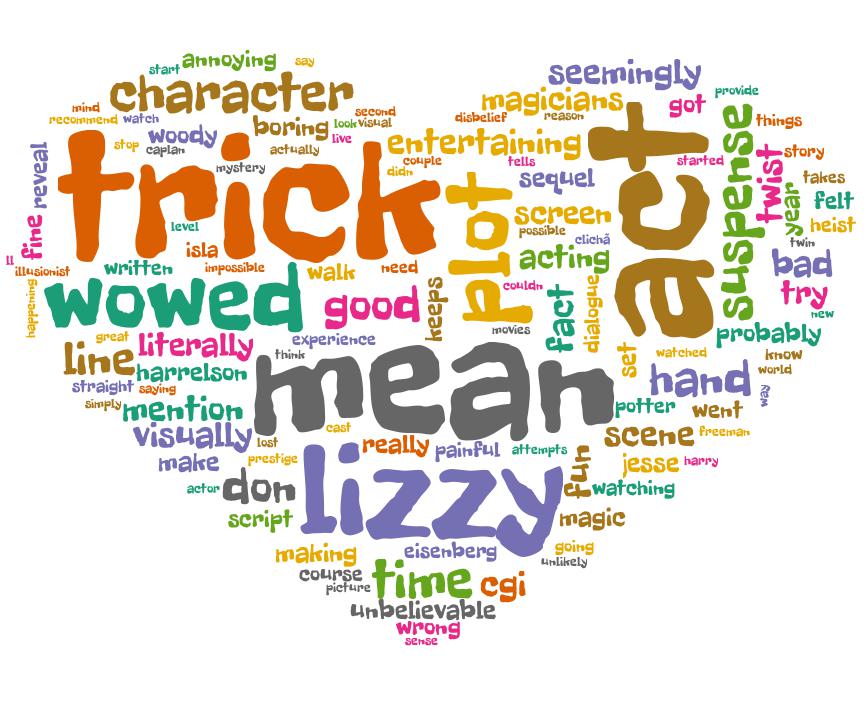 start annoying say
character
seemingly
mind
recommend watch
second
look visual
magicians
got
provide
woody
boring
live
disbelief
reason
things
stop
caplan
actually
mystery
entertaining
couple
didn
tells
started
story
reveal
trick
plot
sequel
act
suspense
twist
year
takes
felt
heist
fine
level
isla
screen
possible
clichã
twin
ll
illusionist
written
impossible
walk
need
acting
bad
happening
wowed
good
keeps
couldn
movies
fact
dialogue
try
new
great
literally
experience
probably
line
harrelson
think
mean
set
watched
know
world
straight
saying
hand
way
simply
mention
potter
went
visually
lost
cast
really
painful
attempts
scene
freeman
make
prestige
lizzy
fun
jesse
harry
actor
don
watching
script
magic
making
eisenberg
going
unlikely
course
picture
time
cgi
unbelievable
wrong
sense